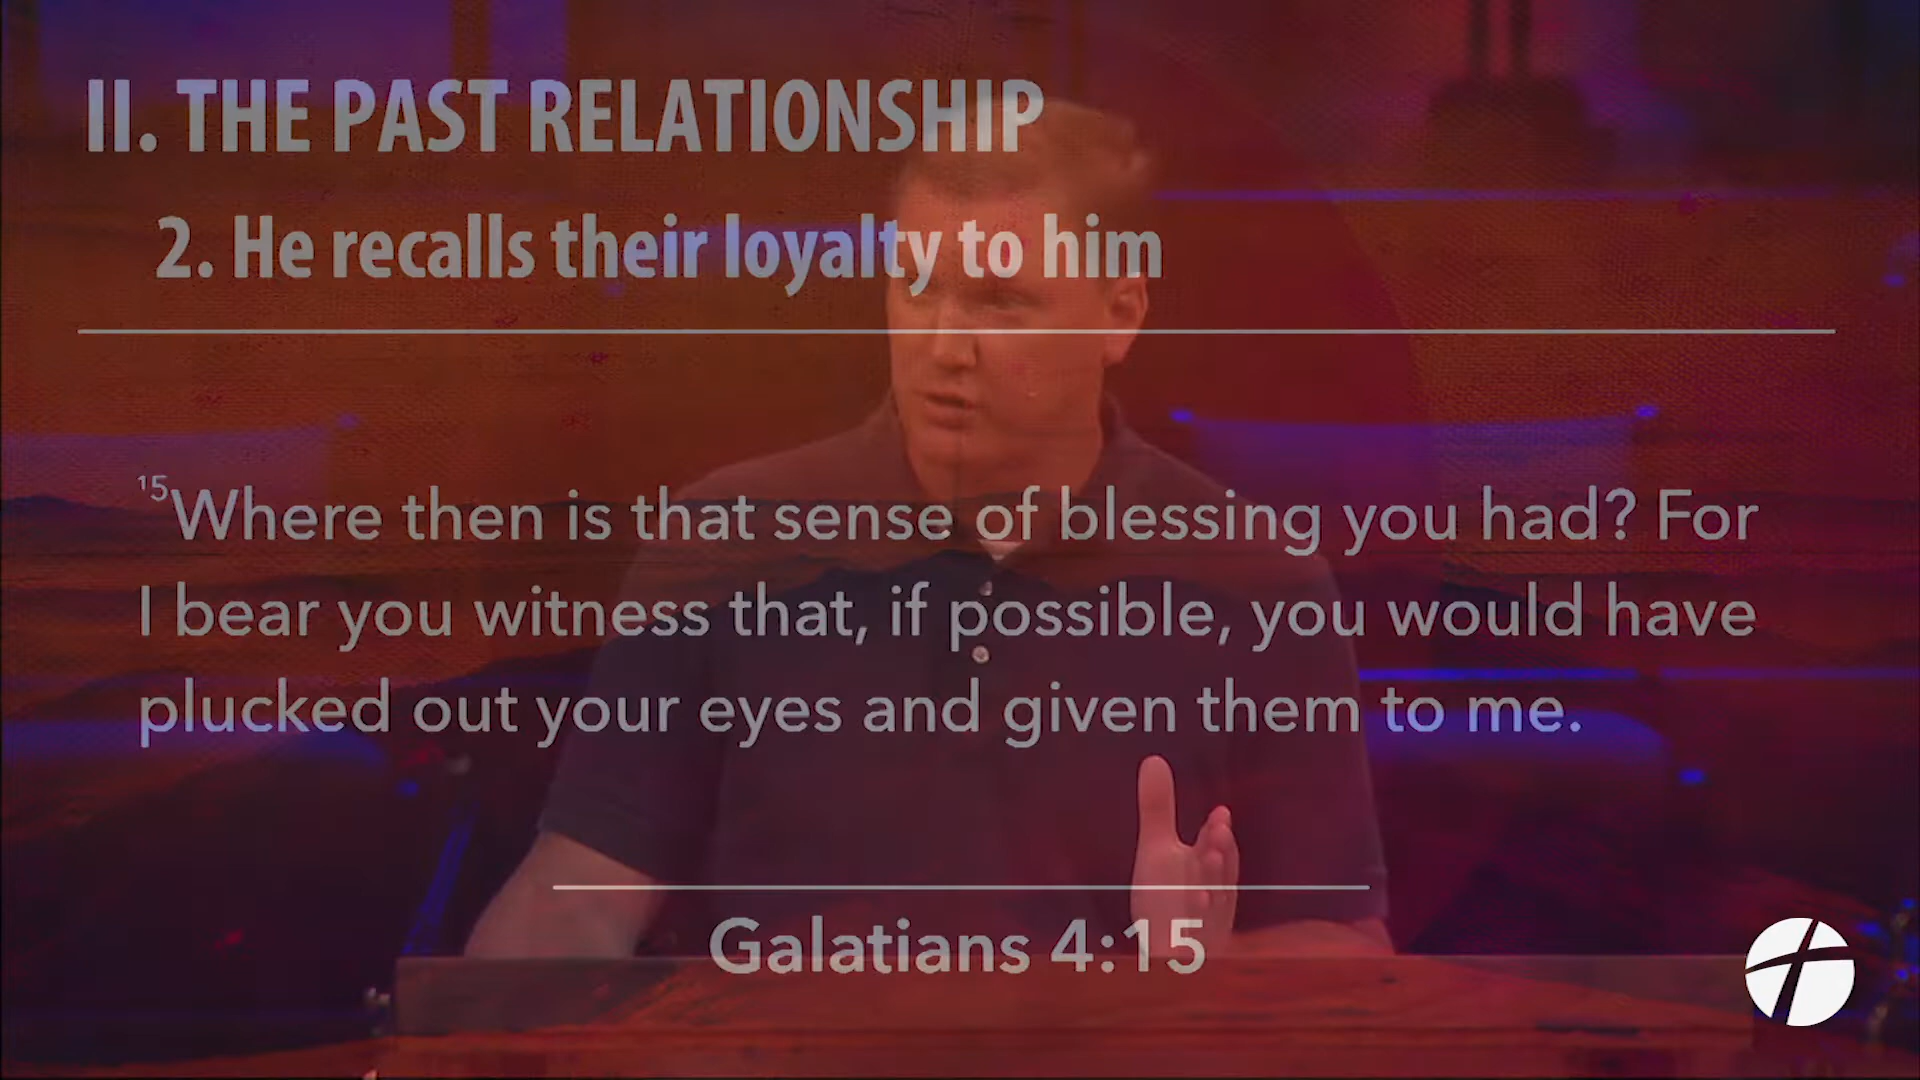 II. THE PAST RELATIONSHIP
2. He recalls their loyalty to him
15Where then is that sense of blessing you had? For
I bear you witness that, if possible, you would have
plucked out your eyes and given them to me.
Galatians 4:15